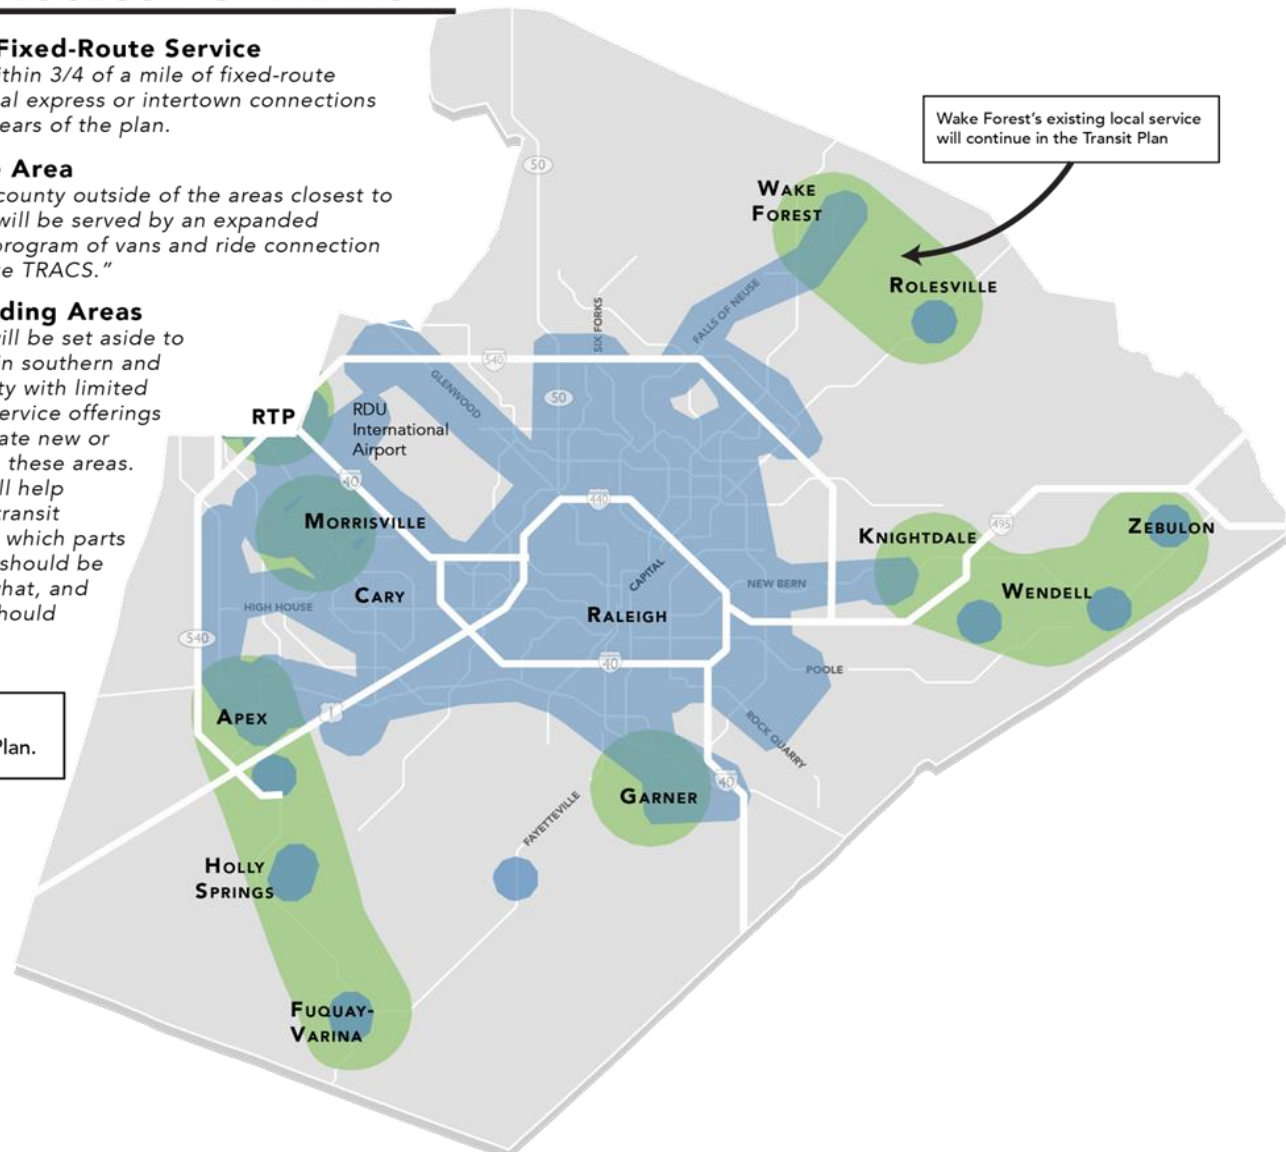 Fixed-Route Service
ithin 3/4 of a mile of fixed-route
al express or intertown connections
ears of the plan.
Area
county outside of the areas closest to
will be served by an expanded
program of vans and ride connection
e TRACS."
ding Areas
ill be set aside to
in southern and
ty with limited
ervice offerings
ate new or
these areas.
ll help
transit
which parts
should be
hat, and
hould
Plan.
Wake Forest's existing local service
will continue in the Transit Plan
50
WAKE
FOREST
ROLESVILLE
FALLS OF NEUSE
SIX FORKS
540
GLENWOOD
50
RTP
RDU
International
Airport
40
MORRISVILLE
440
KNIGHTDALE
495
ZEBULON
CAPITAL
NEW BERN
WENDELL
HIGH HOUSE
CARY
RALEIGH
540
40
POOLE
APEX
1
ROCK QUARRY
40
GARNER
FAYETTEVILLE
HOLLY
SPRINGS
FUQUAY-
VARINA